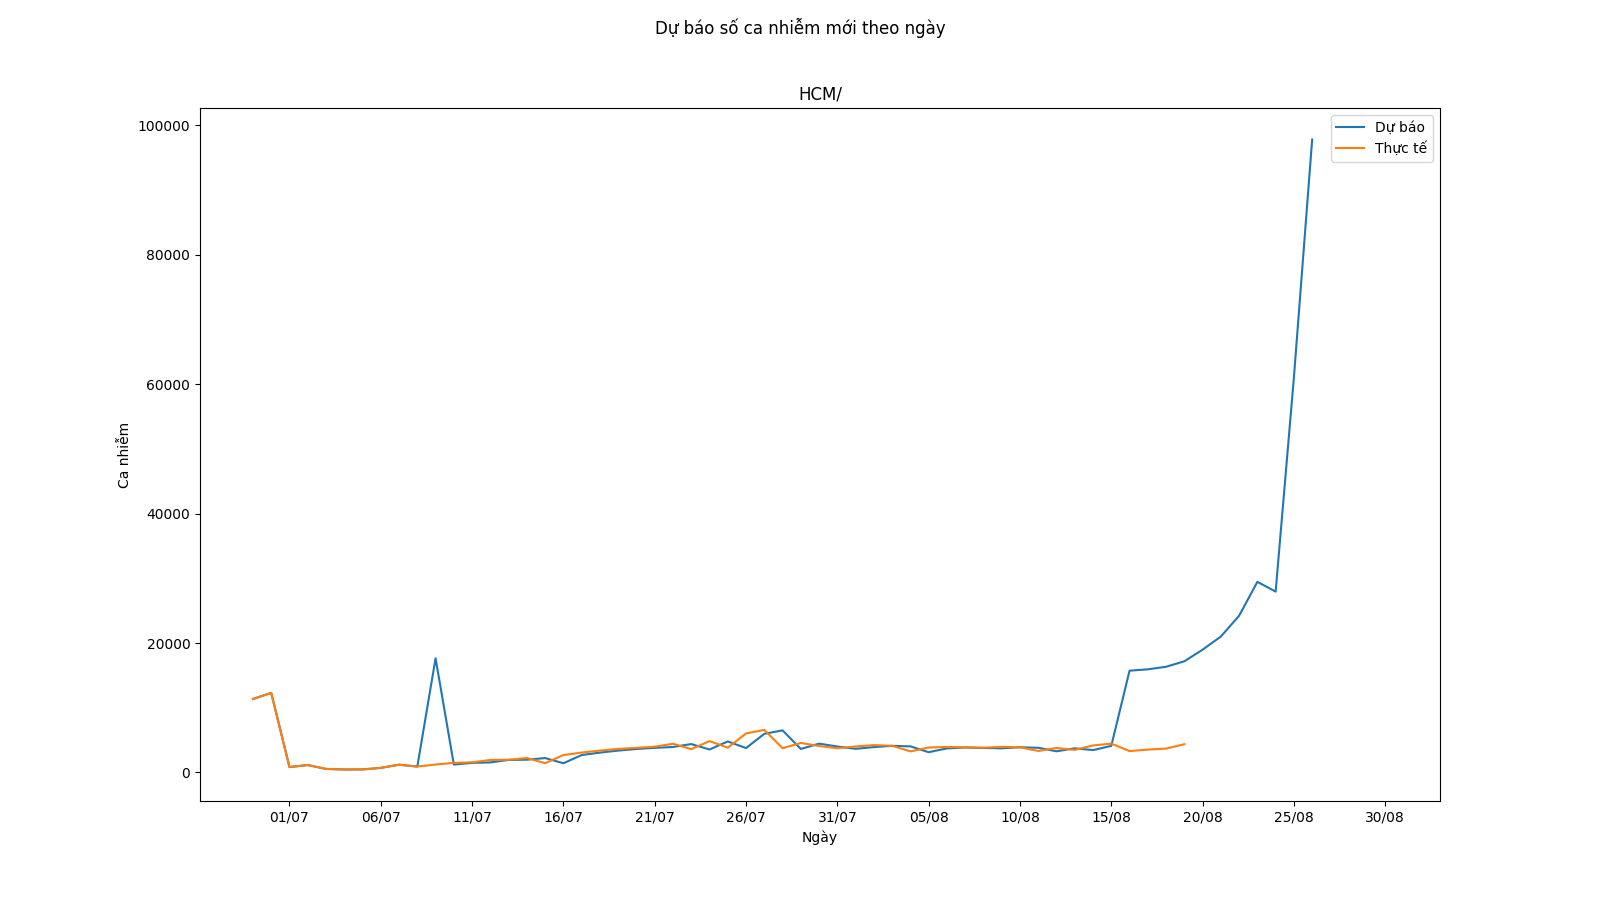 Dự báo số ca nhiễm mới theo ngày
HCM/
Dự báo
Thực tế
100000
80000
60000
40000
20000
0
Ca nhiễm
01/07 06/07 11/07 16/07 21/07 26/07 31/07 05/08 10/08 15/08 20/08 25/08 30/08
Ngày